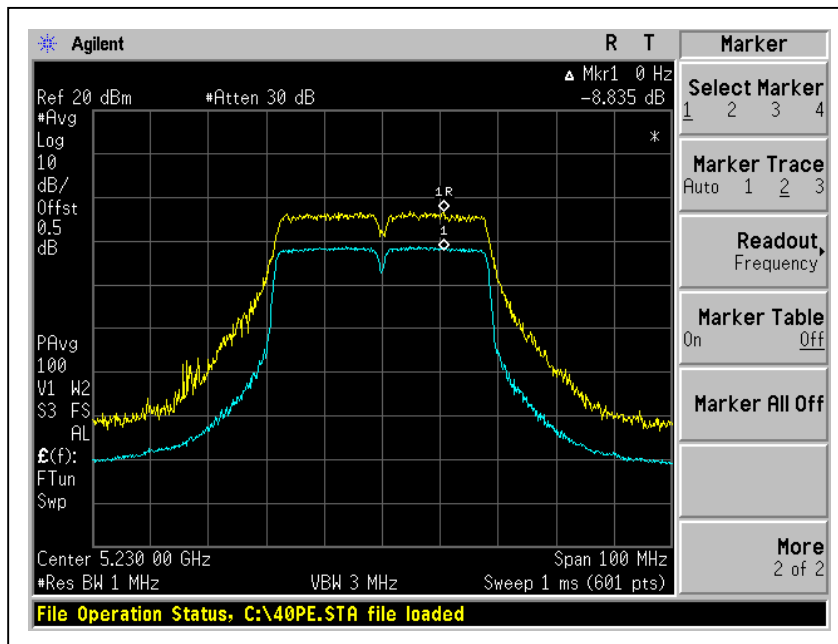 Agilent R T
Δ Mkr1 0 Hz
Ref 20 dBm #Atten 30 dB -8.835 dB
#Avg
Log
10
dB/
Offst
0.5
dB
PAvg
100
V1 W2
S3 FS
AL
£(f):
FTun
Swp
*
1R
1
Center 5.230 00 GHz Span 100 MHz
#Res BW 1 MHz VBW 3 MHz Sweep 1 ms (601 pts)
File Operation Status, C:\40PE.STA file loaded
Marker
Select Marker
1 2 3 4
Marker Trace
Auto 1 2 3
Readout
Frequency
Marker Table
On Off
Marker All Off
More
2 of 2